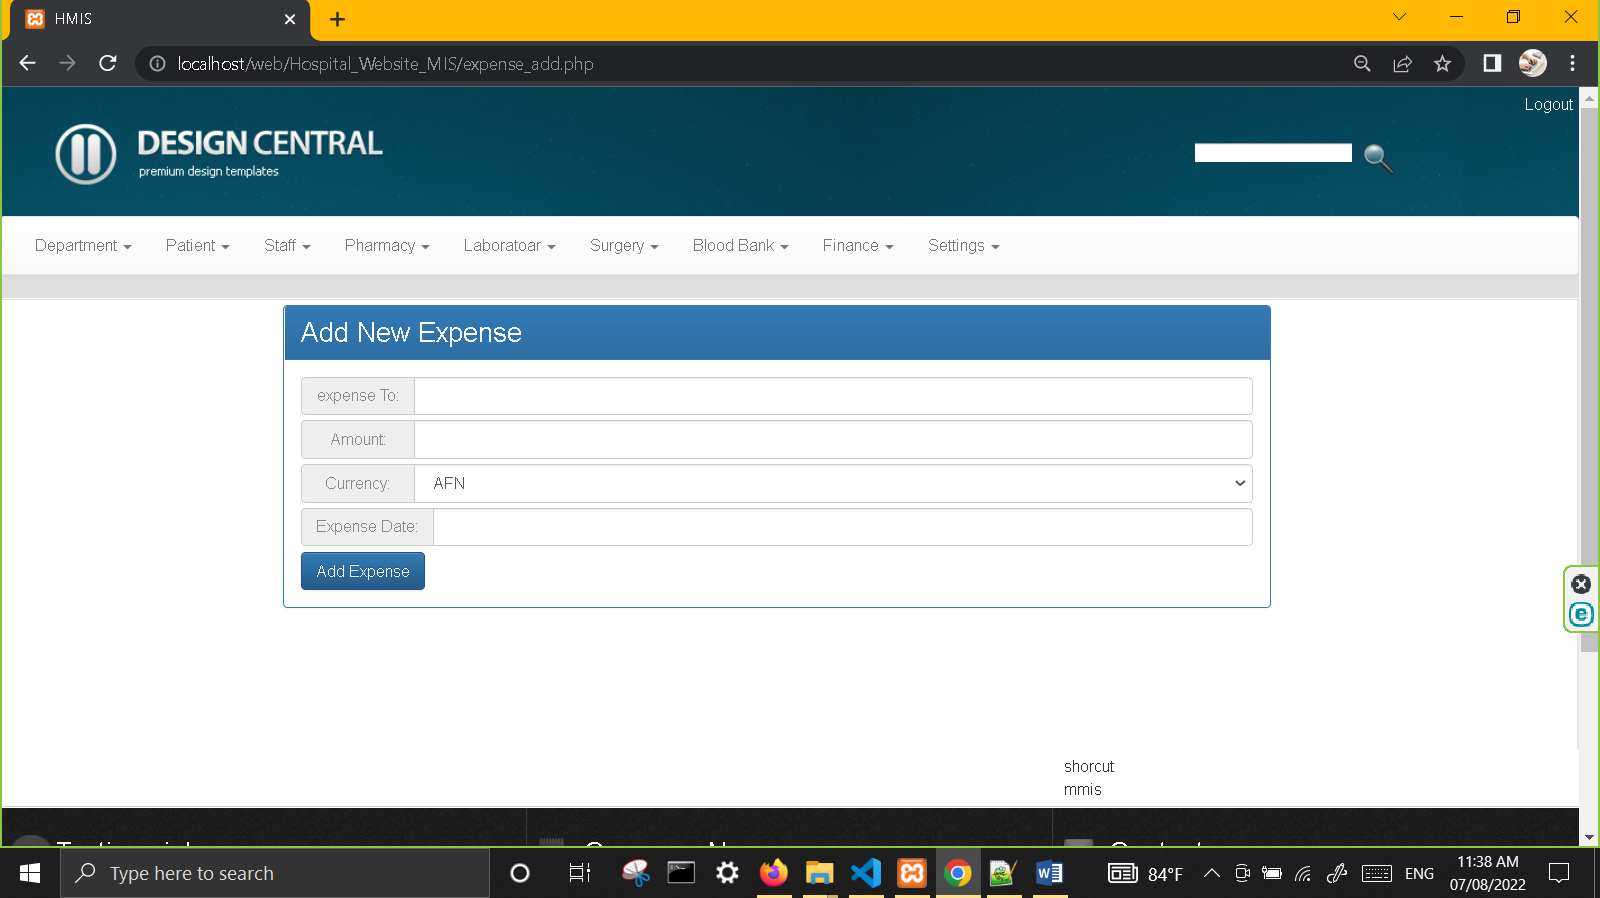 HMIS
localhost/web/Hospital_Website_MIS/expense_add.php
Logout
DESIGN CENTRAL
premium design templates
Department Patient Staff Pharmacy Laboratoar Surgery Blood Bank Finance Settings
Add New Expense
expense To:
Amount:
Currency: AFN
Expense Date:
Add Expense
shorcut
mmis
Type here to search
84°F
ENG
11:38 AM
07/08/2022